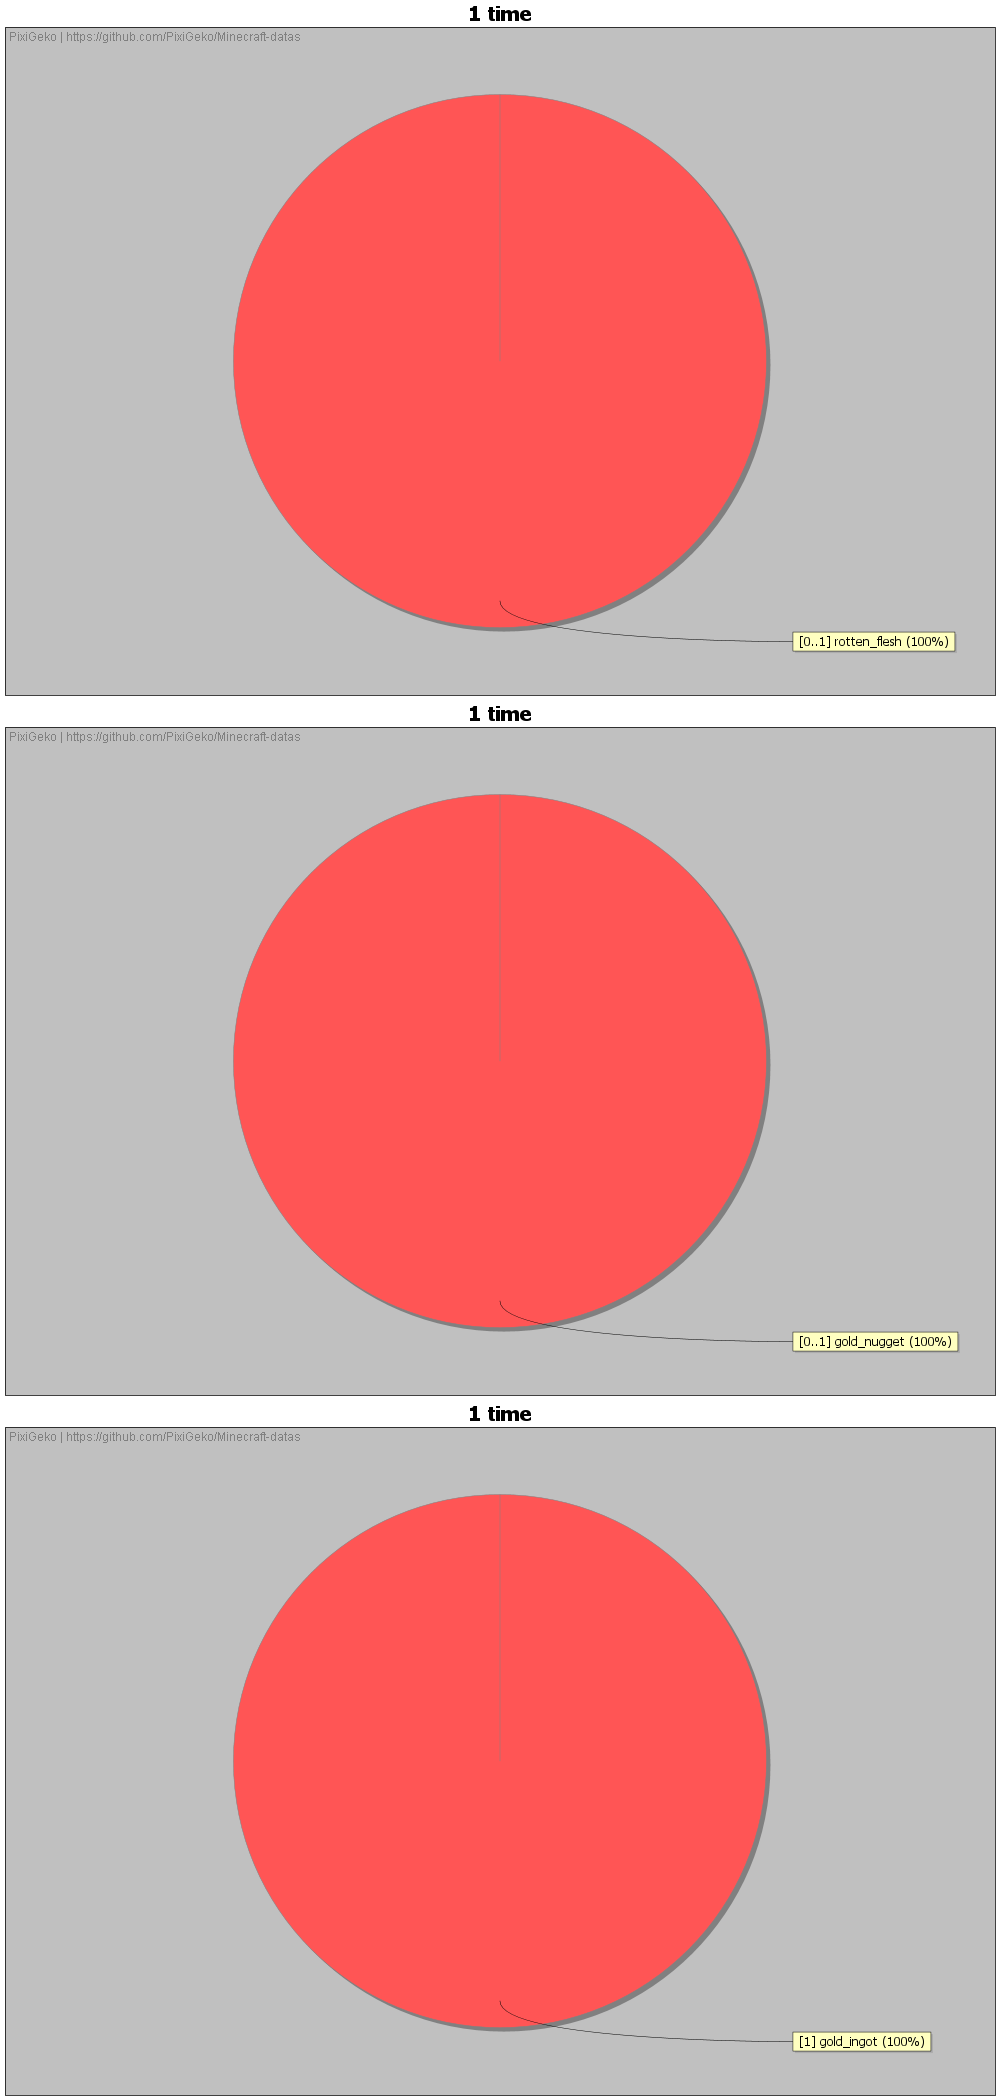 1 time
PixiGeko | https://github.com/PixiGeko/Minecraft-datas
[0..1] rotten_flesh (100%)
1 time
PixiGeko | https://github.com/PixiGeko/Minecraft-datas
[0..1] gold_nugget (100%)
1 time
PixiGeko | https://github.com/PixiGeko/Minecraft-datas
[1] gold_ingot (100%)